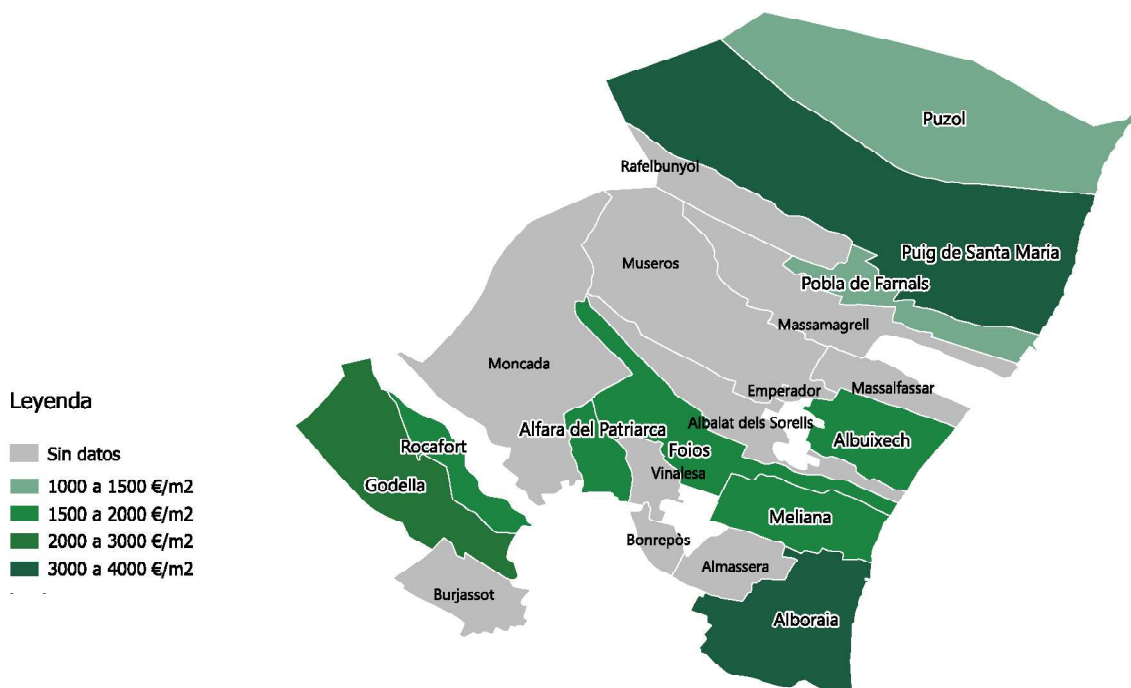 Puzol
Rafelbunyol
Puig de Santa Maria
Museros
Pobla de Farnals
Massamagrell
Moncada
Emperador
Massalfassar
Leyenda
Albalat dels Sorells
Alfara del Patriarca
Albuixech
Rocafort
Foios
Sin datos
Vinalesa
Godella
1000 a 1500 €/m2
1500 a 2000 €/m2
Meliana
2000 a 3000 €/m2
Bonrepòs
Almassera
3000 a 4000 €/m2
Burjassot
Alboraia